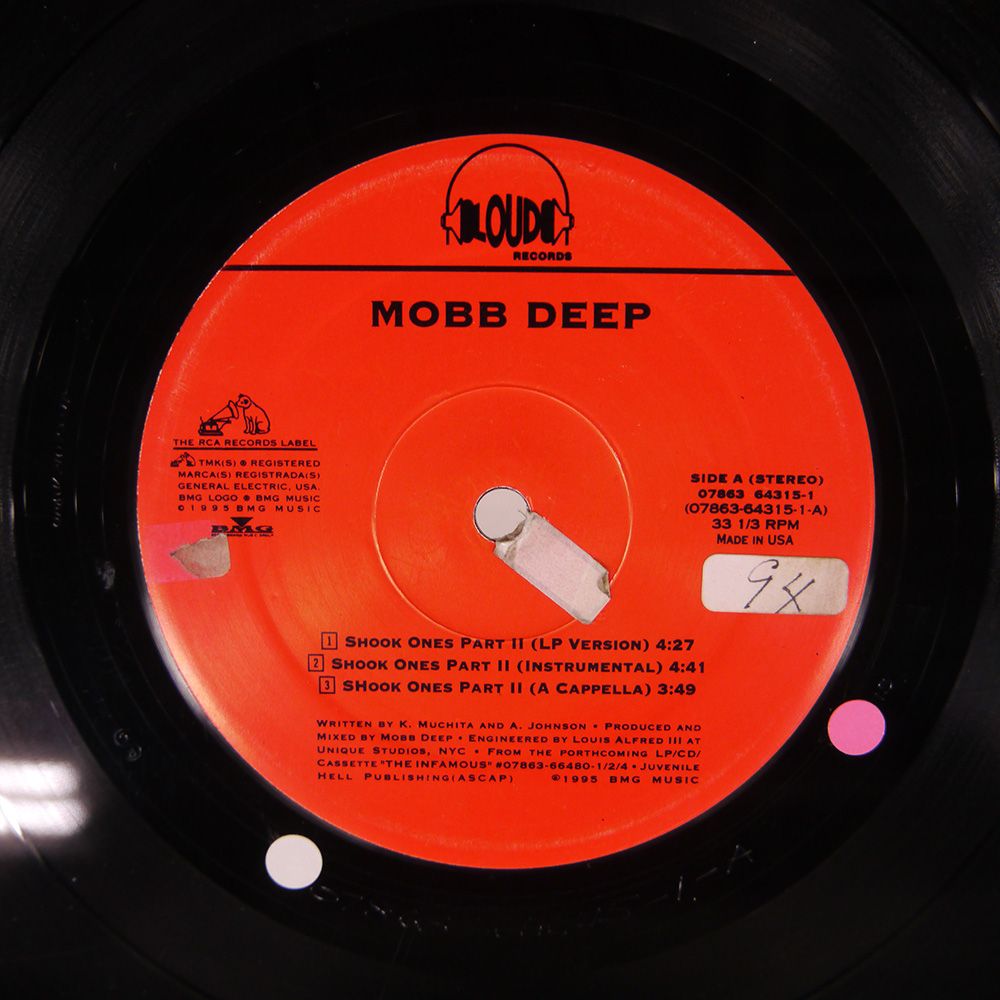 LOUD
RECORDS
MOBB DEEP
THE RCA RECORDS LABEL
TMK(S) ® REGISTERED
MARCA(S) REGISTRADA(S)
GENERAL ELECTRIC, USA.
BMG LOGO ® BMG MUSIC
©1995 BMG MUSIC
BMG
SIDE A (STEREO)
07863 64315-1
(07863-64315-1-A)
33 1/3 RPM
MADE IN USA
94
1 SHOOK ONES PART II (LP VERSION) 4:27
2 SHOOK ONES PART II (INSTRUMENTAL) 4:41
3 SHOOK ONES PART II (A CAPPELLA) 3:49
WRITTEN BY K. MUCHITA AND A. JOHNSON • PRODUCED AND
MIXED BY MOBB DEEP • ENGINEERED BY LOUIS ALFRED III AT
UNIQUE STUDIOS, NYC • FROM THE FORTHCOMING LP/CD/
CASSETTE "THE INFAMOUS" #07863-66480-1/2/4 • JUVENILE
HELL PUBLISHING(ASCAP) ©1995 BMG MUSIC